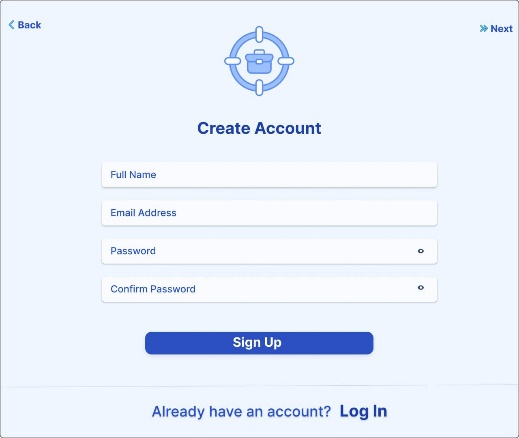 Back
Next
Create Account
Full Name
Email Address
Password
Confirm Password
Sign Up
Already have an account? Log In